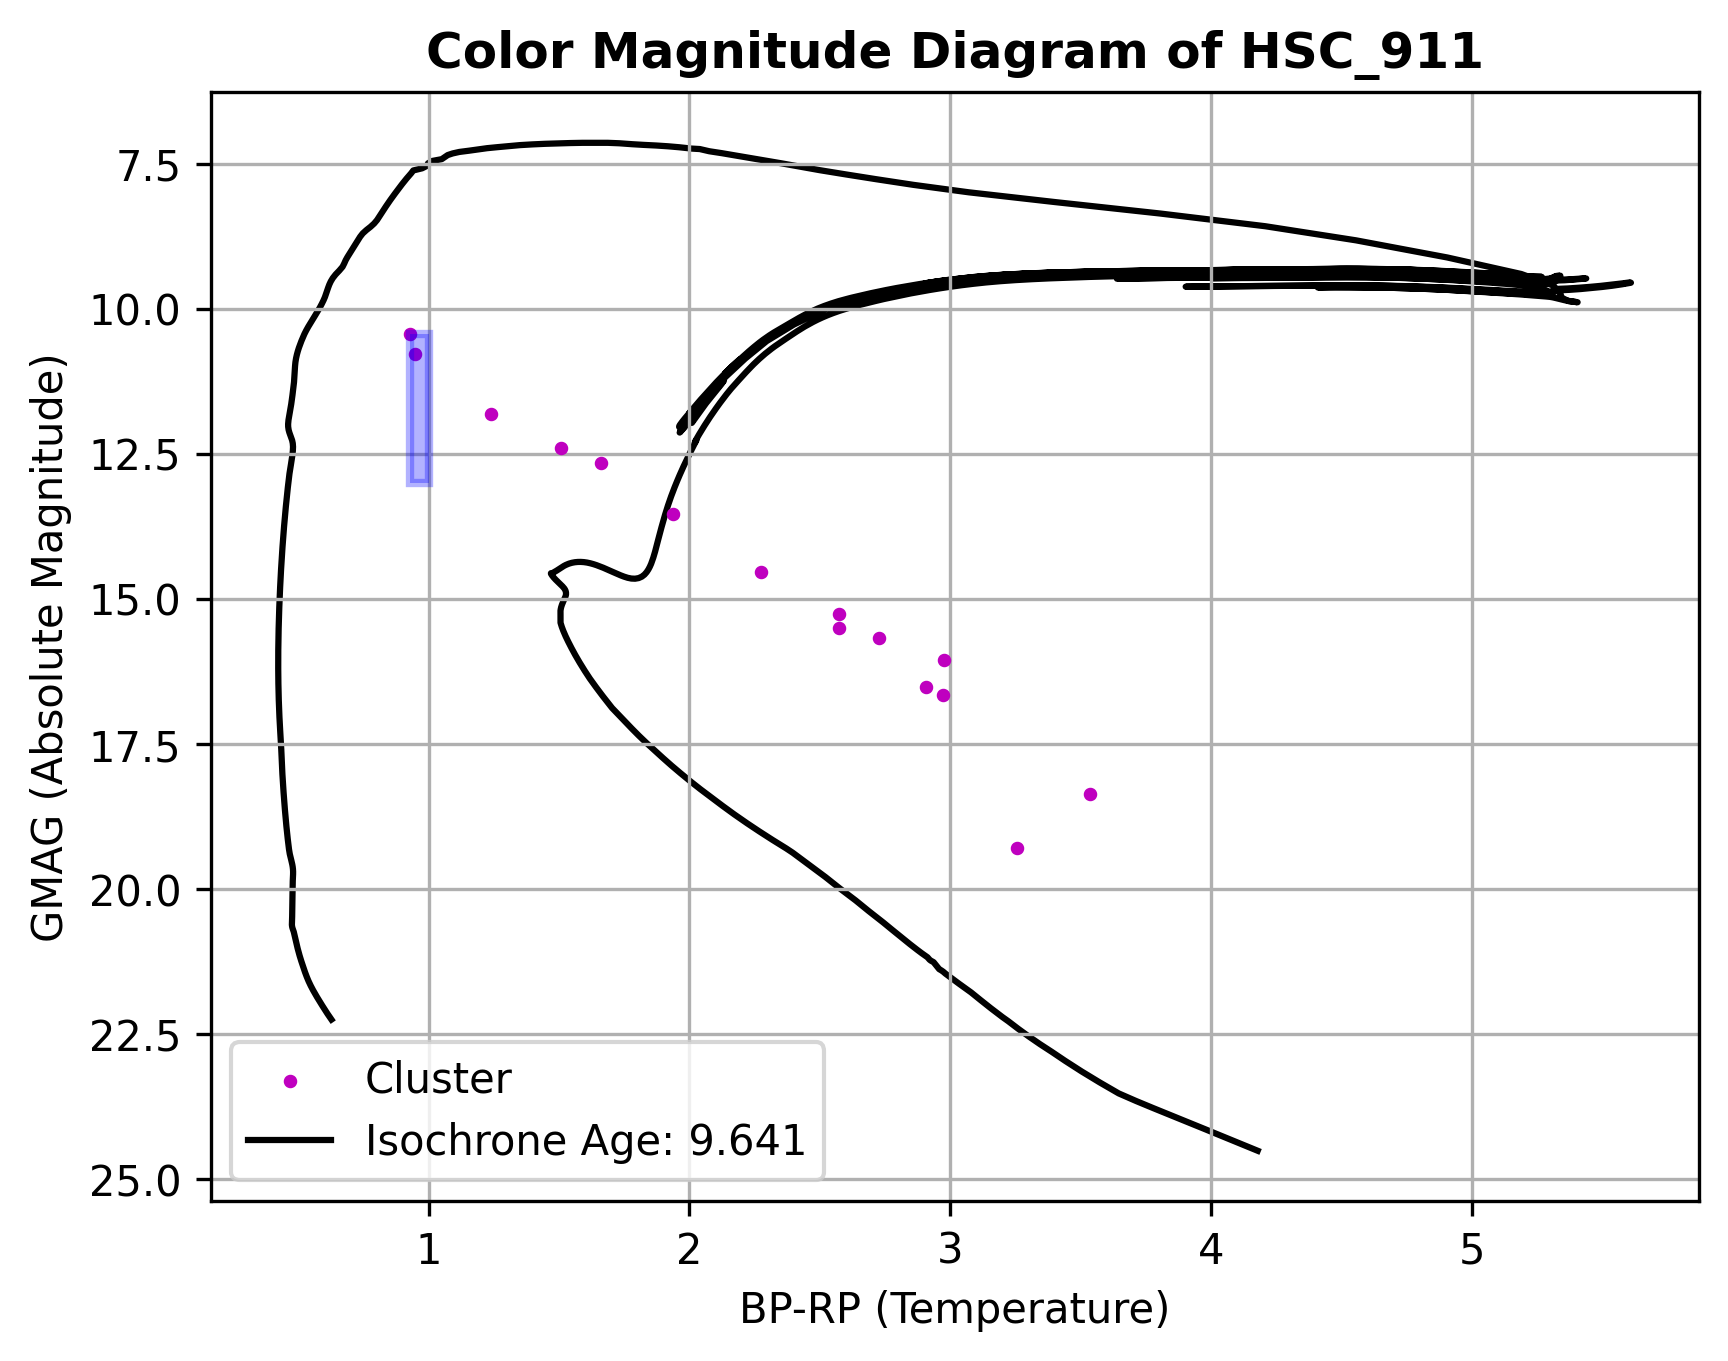 Color Magnitude Diagram of HSC_911
GMAG (Absolute Magnitude)
7.5
10.0
12.5
15.0
17.5
20.0
22.5
25.0
Cluster
Isochrone Age: 9.641
1 2 3 4 5
BP-RP (Temperature)